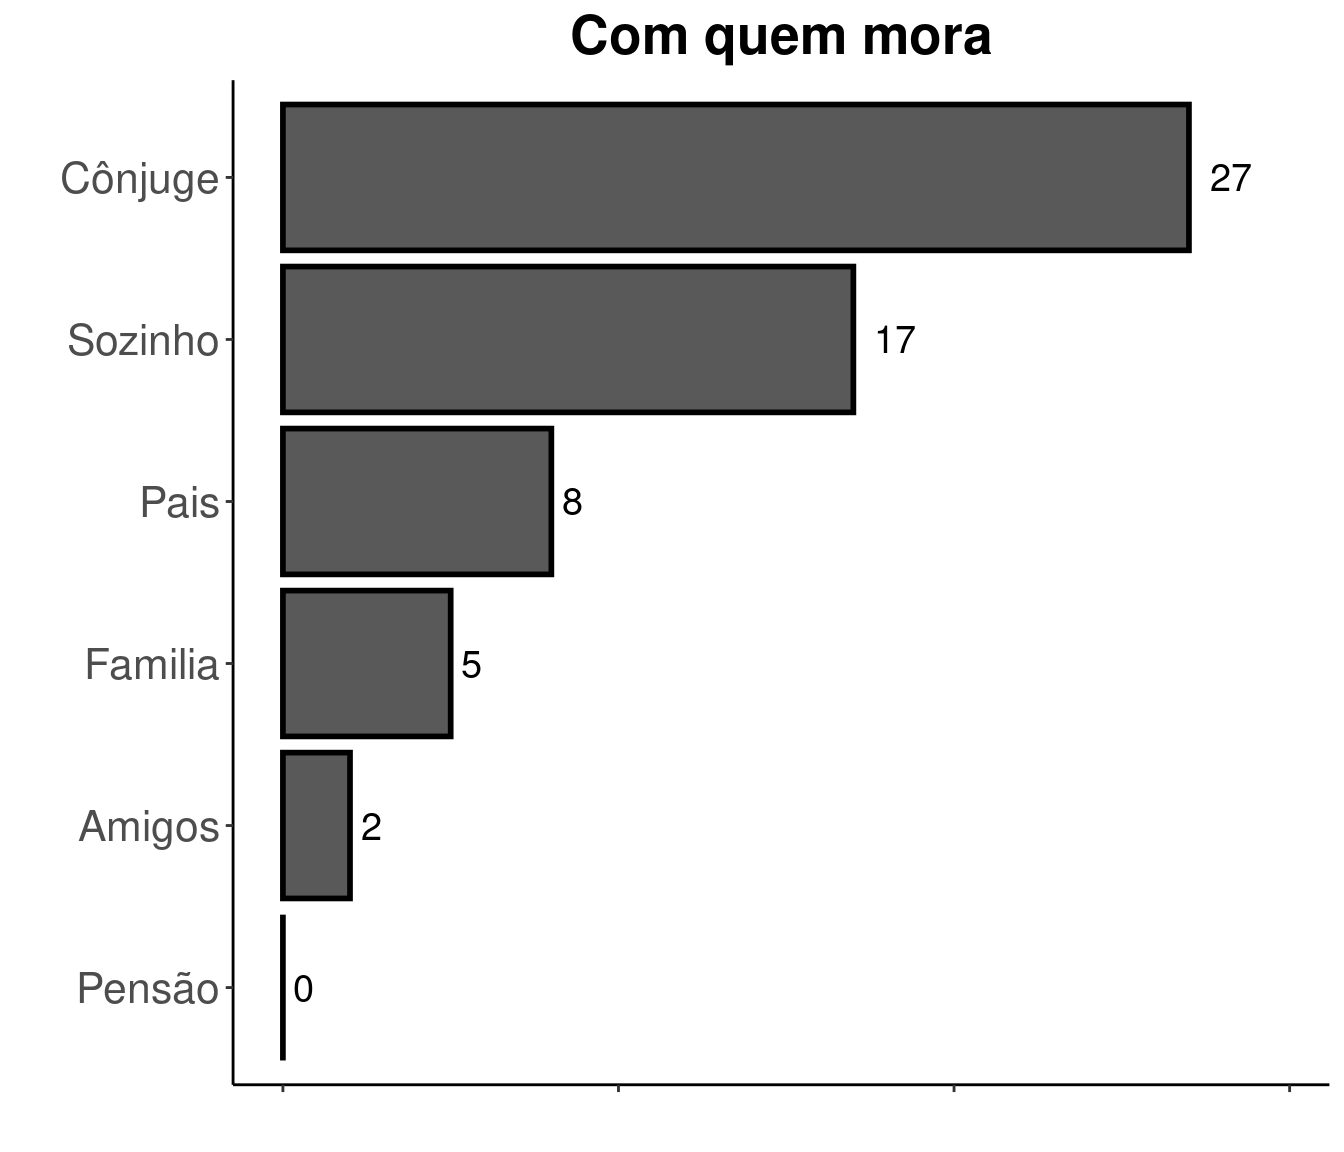 Com quem mora
Cônjuge 27
Sozinho 17
Pais 8
Familia 5
Amigos 2
Pensão 0